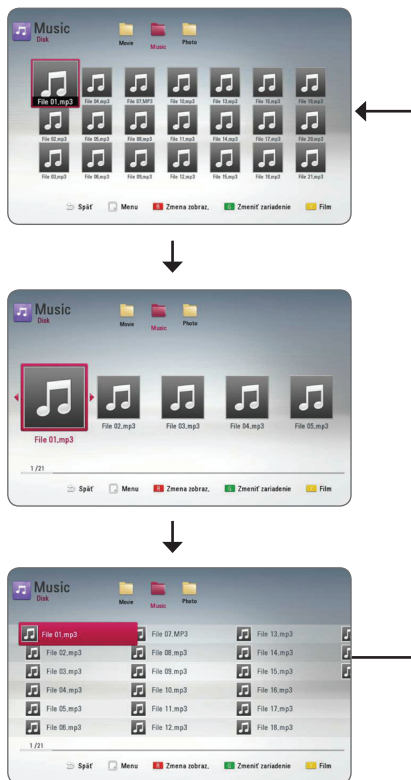 Music
Disk
Movie
Music
Photo
File 01.mp3 File 04.mp3 File 07.MP3 File 10.mp3 File 13.mp3 File 16.mp3 File 19.mp3
File 02.mp3 File 05.mp3 File 08.mp3 File 11.mp3 File 14.mp3 File 17.mp3 File 20.mp3
File 03.mp3 File 06.mp3 File 09.mp3 File 12.mp3 File 15.mp3 File 18.mp3 File 21.mp3
Späť Menu R Zmena zobraz. G Zmeniť zariadenie Film
Music
Disk
Movie
Music
Photo
File 01.mp3 File 02.mp3 File 03.mp3 File 04.mp3 File 05.mp3
1 /21
Späť Menu R Zmena zobraz. G Zmeniť zariadenie Film
Music
Disk
Movie
Music
Photo
File 01.mp3 File 07.MP3 File 13.mp3
File 02.mp3 File 08.mp3 File 14.mp3
File 03.mp3 File 09.mp3 File 15.mp3
File 04.mp3 File 10.mp3 File 16.mp3
File 05.mp3 File 11.mp3 File 17.mp3
File 06.mp3 File 12.mp3 File 18.mp3
1 /21
Späť Menu R Zmena zobraz. G Zmeniť zariadenie Film